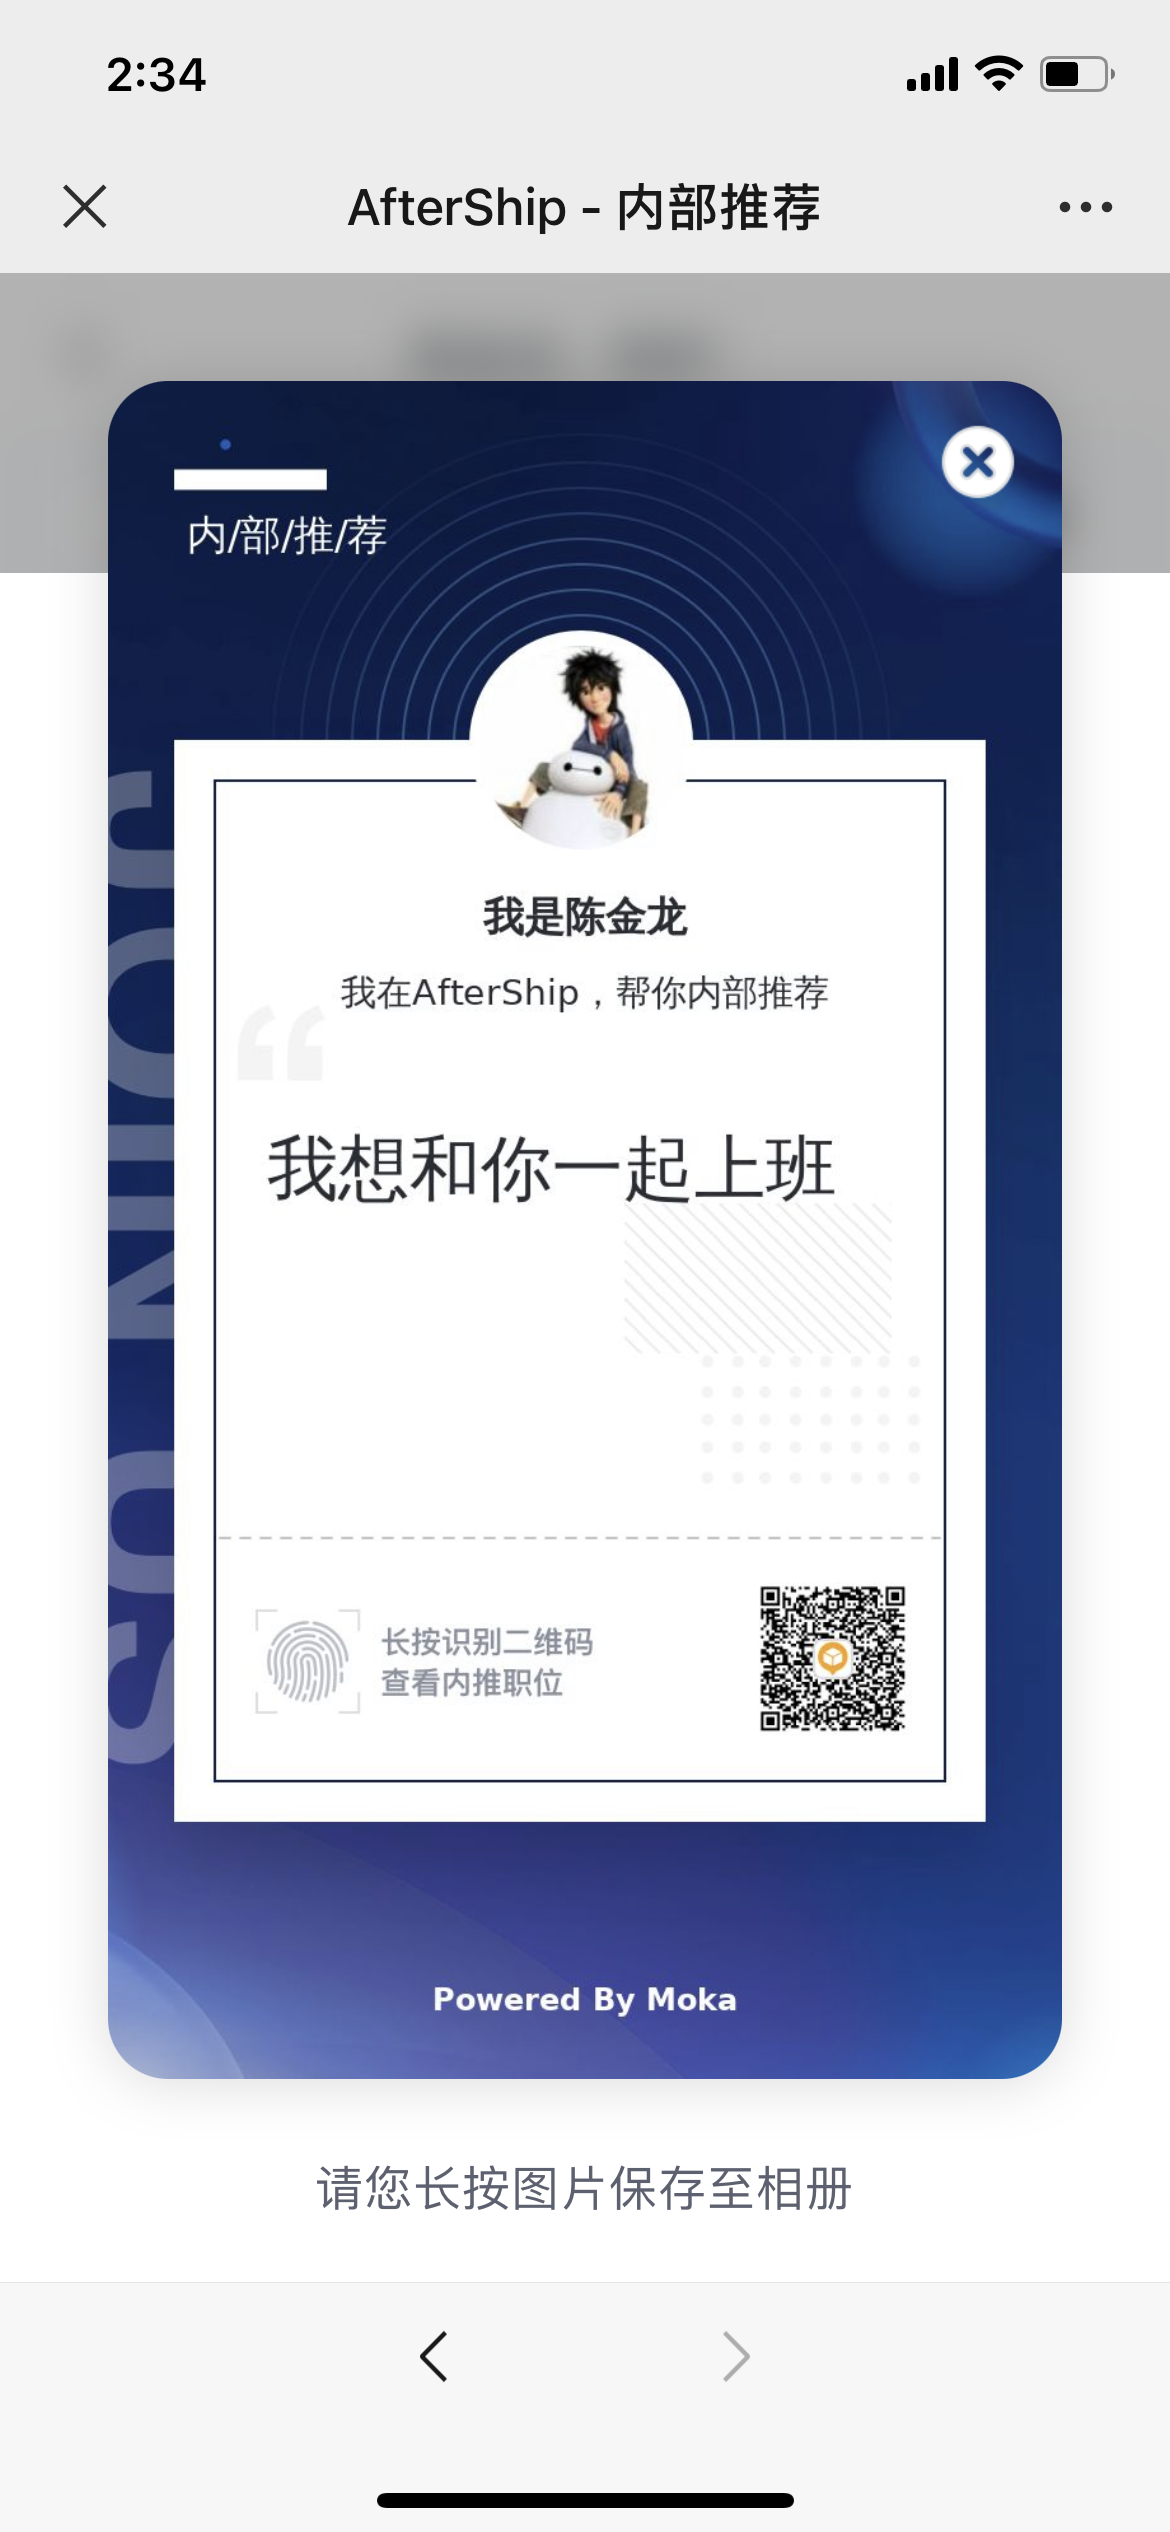 2:34
AfterShip - 内部推荐
内/部/推/荐
我是陈金龙
我在AfterShip，帮你内部推荐
我想和你一起上班
长按识别二维码
查看内推职位
Powered By Moka
请您长按图片保存至相册